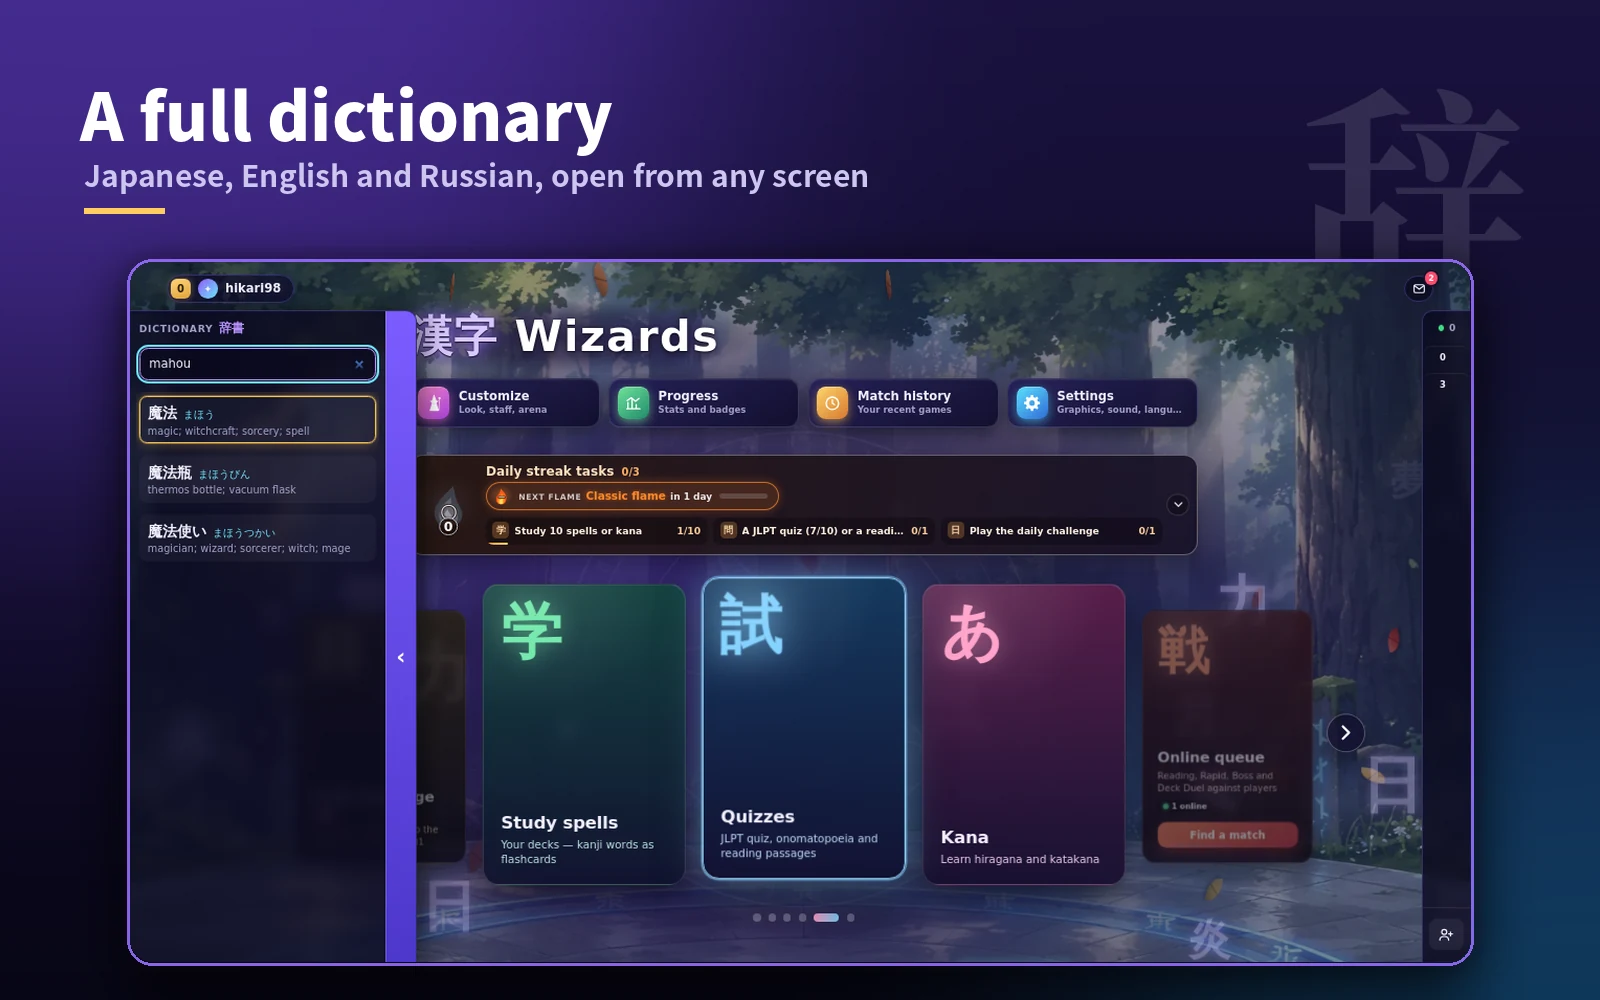 A full dictionary
Japanese, English and Russian, open from any screen
辞
0 hikari98
2
DICTIONARY 辞書
mahou
魔法 まほう
magic; witchcraft; sorcery; spell
魔法瓶 まほうびん
thermos bottle; vacuum flask
魔法使い まほうつかい
magician; wizard; sorcerer; witch; mage
漢字 Wizards
Customize
Look, staff, arena
Progress
Stats and badges
Match history
Your recent games
Settings
Graphics, sound, langu...
Daily streak tasks 0/3
NEXT FLAME Classic flame in 1 day
0
学 Study 10 spells or kana 1/10
問 A JLPT quiz (7/10) or a readi... 0/1
日 Play the daily challenge 0/1
学
Study spells
Your decks — kanji words as
flashcards
試
Quizzes
JLPT quiz, onomatopoeia and
reading passages
あ
Kana
Learn hiragana and katakana
戦
Online queue
Reading, Rapid, Boss and
Deck Duel against players
1 online
Find a match
0
0
3
力
日
日
炎
夢